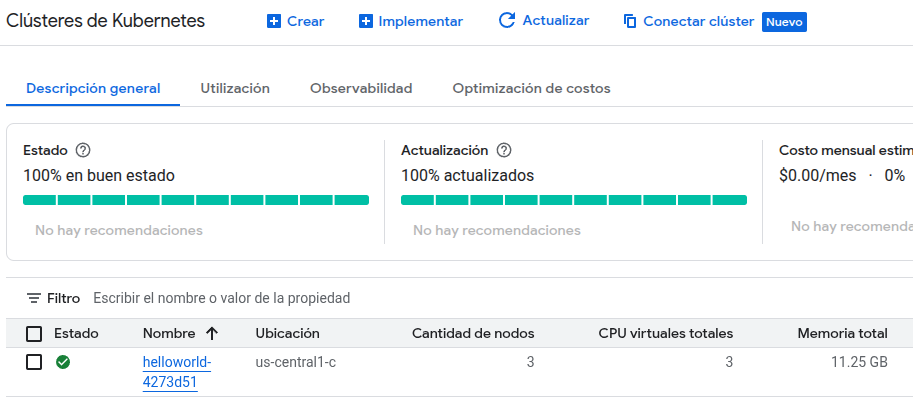 Clústeres de Kubernetes Crear Implementar Actualizar Conectar clúster Nuevo
Descripción general Utilización Observabilidad Optimización de costos
Estado Actualización Costo mensual estim
100% en buen estado 100% actualizados $0.00/mes · 0%
No hay recomendaciones No hay recomendaciones No hay recomenda
Filtro Escribir el nombre o valor de la propiedad
Estado Nombre Ubicación Cantidad de nodos CPU virtuales totales Memoria total
helloworld- us-central1-c 3 3 11.25 GB
4273d51